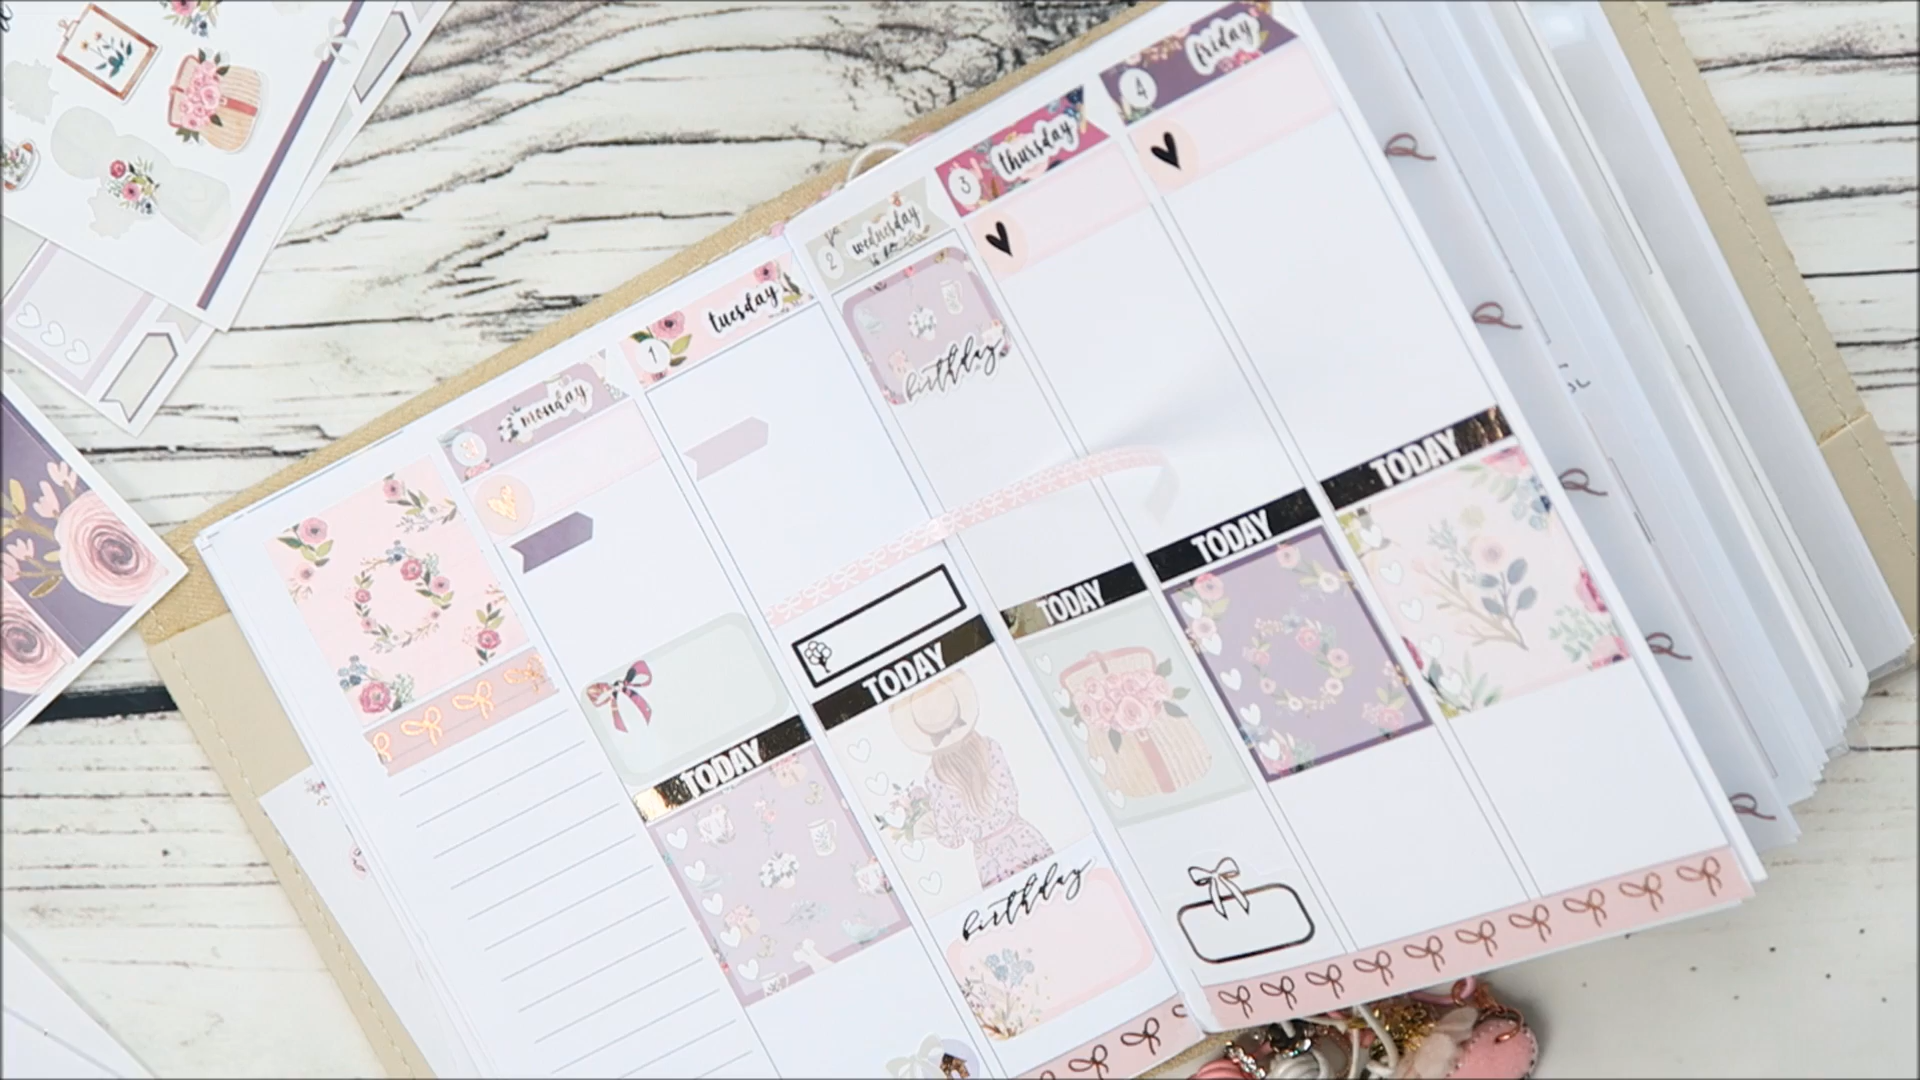 monday
1
tuesday
2
wednesday
3
thursday
4
friday
birthday
TODAY
TODAY
TODAY
TODAY
TODAY
birthday